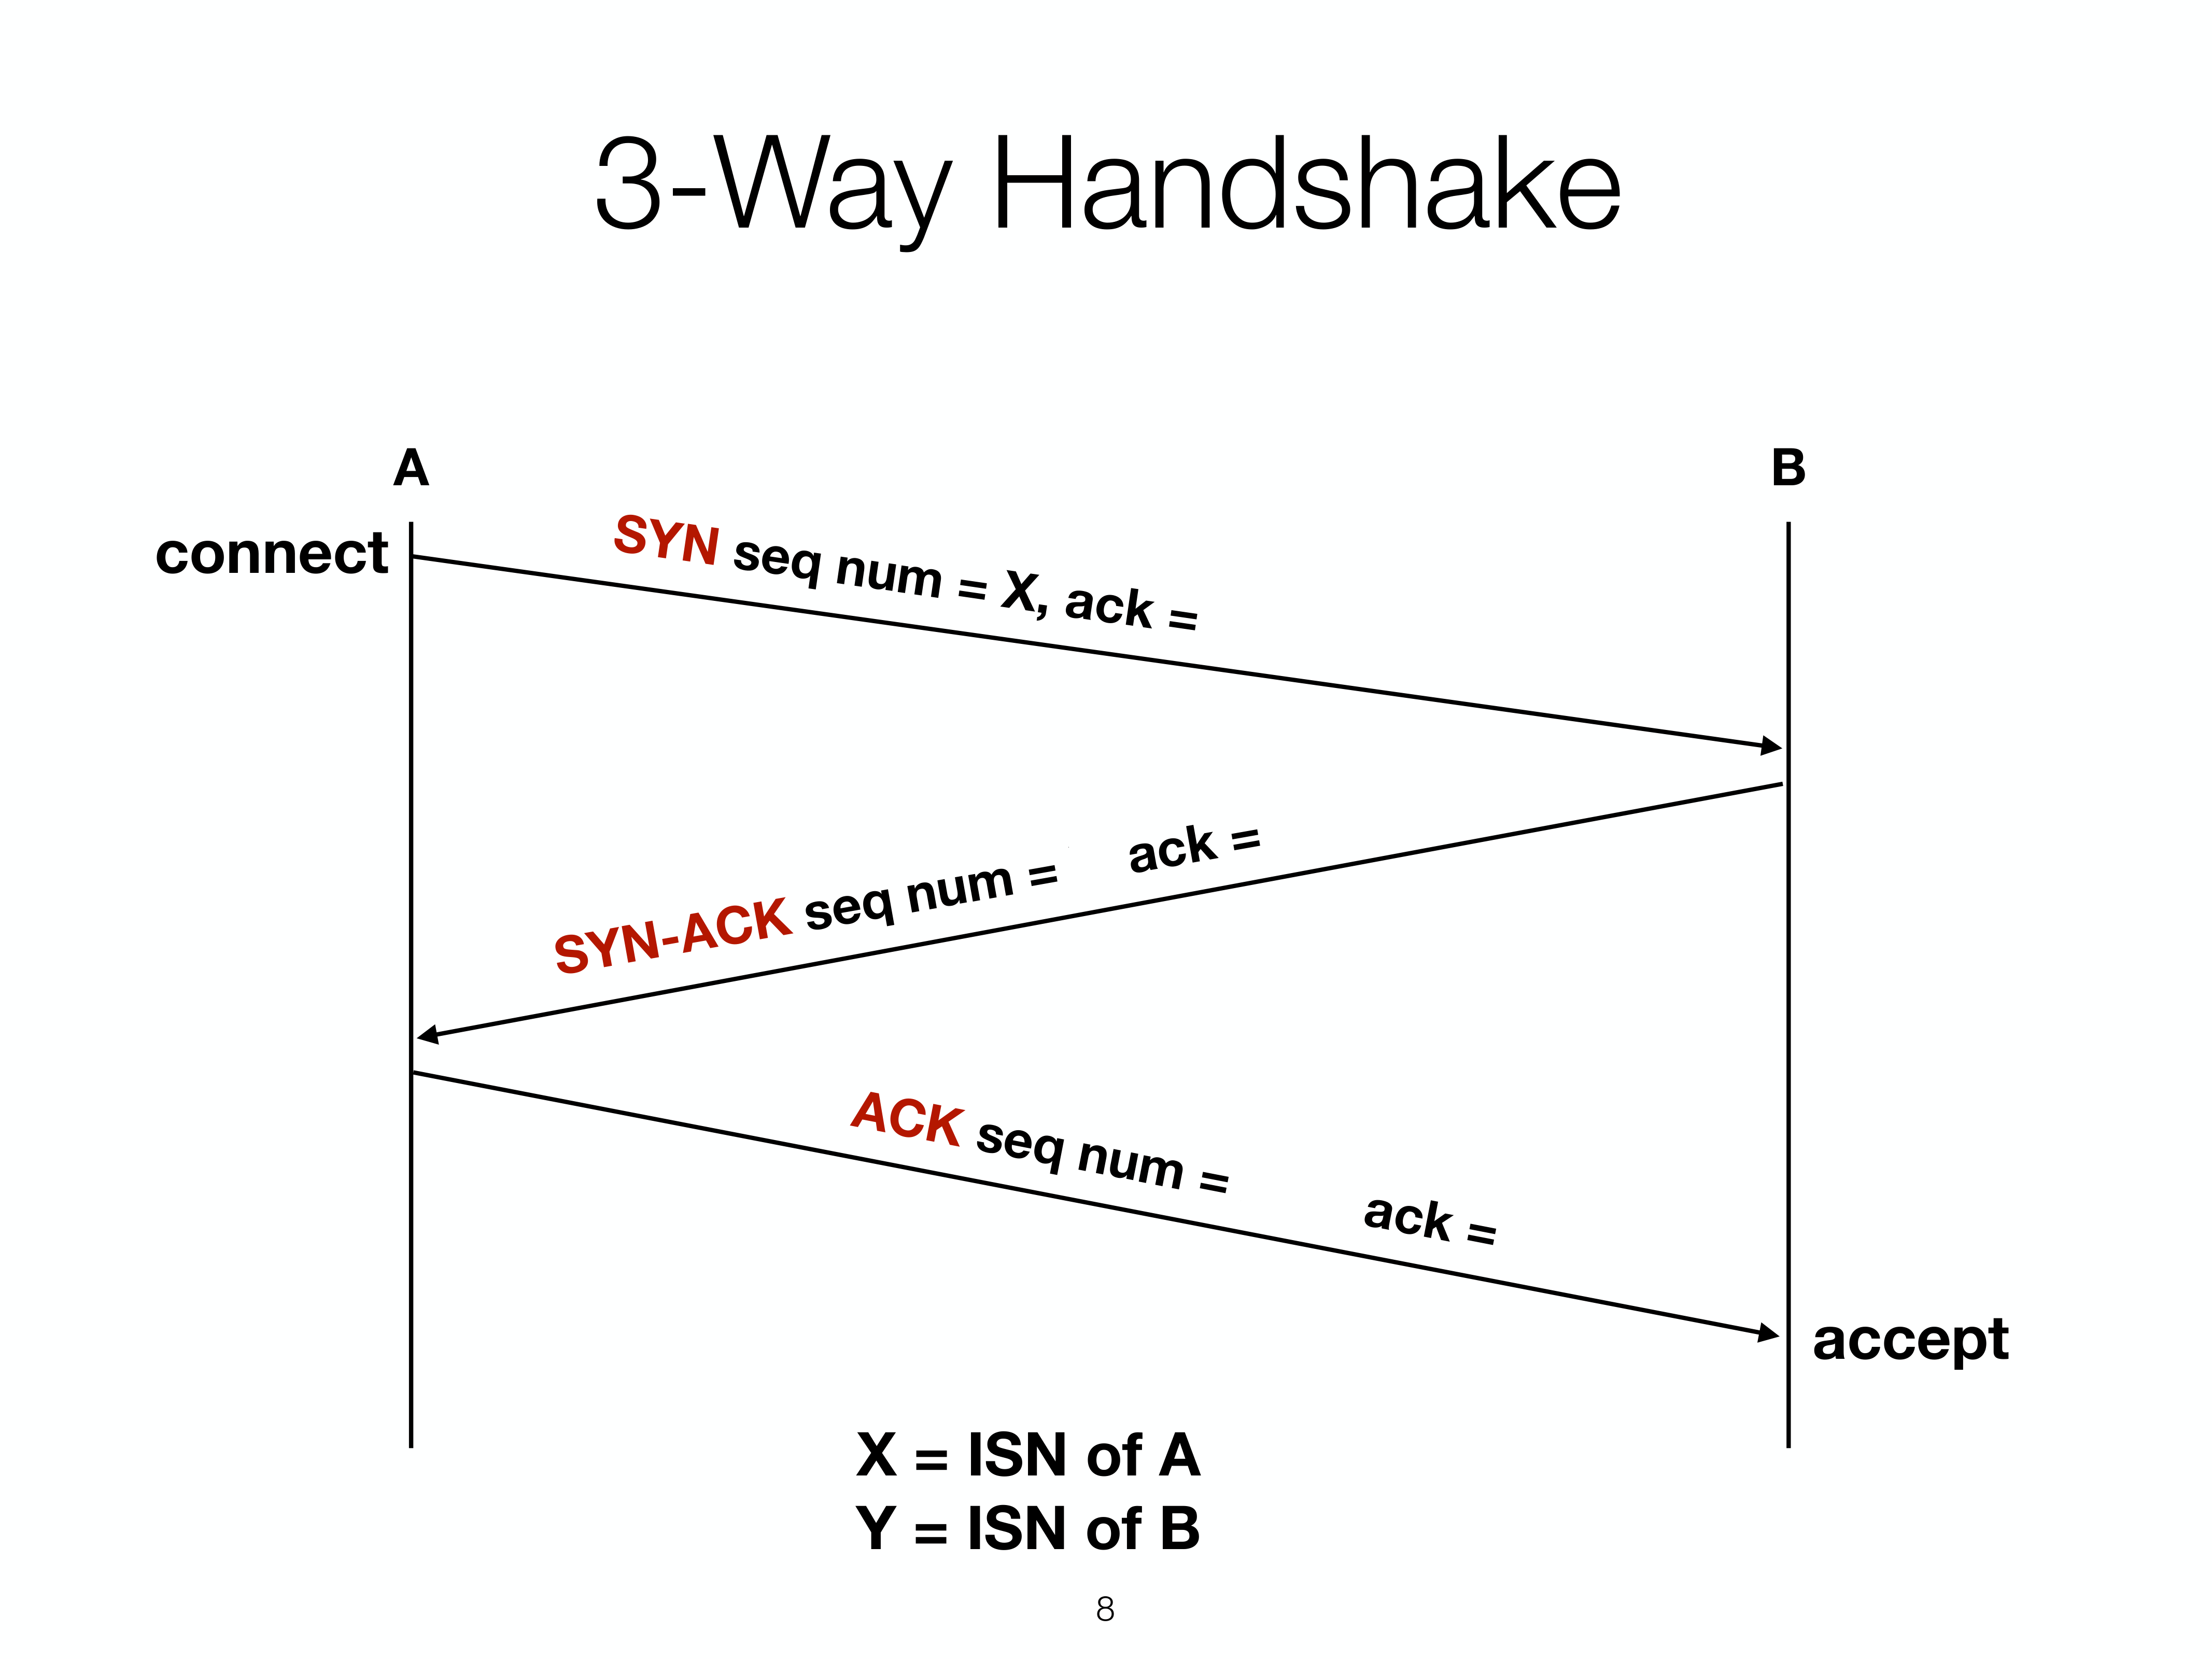 3-Way Handshake
A
B
connect
SYN seq num = X, ack =
SYN-ACK seq num = ack =
ACK seq num = ack =
accept
X = ISN of A
Y = ISN of B
8